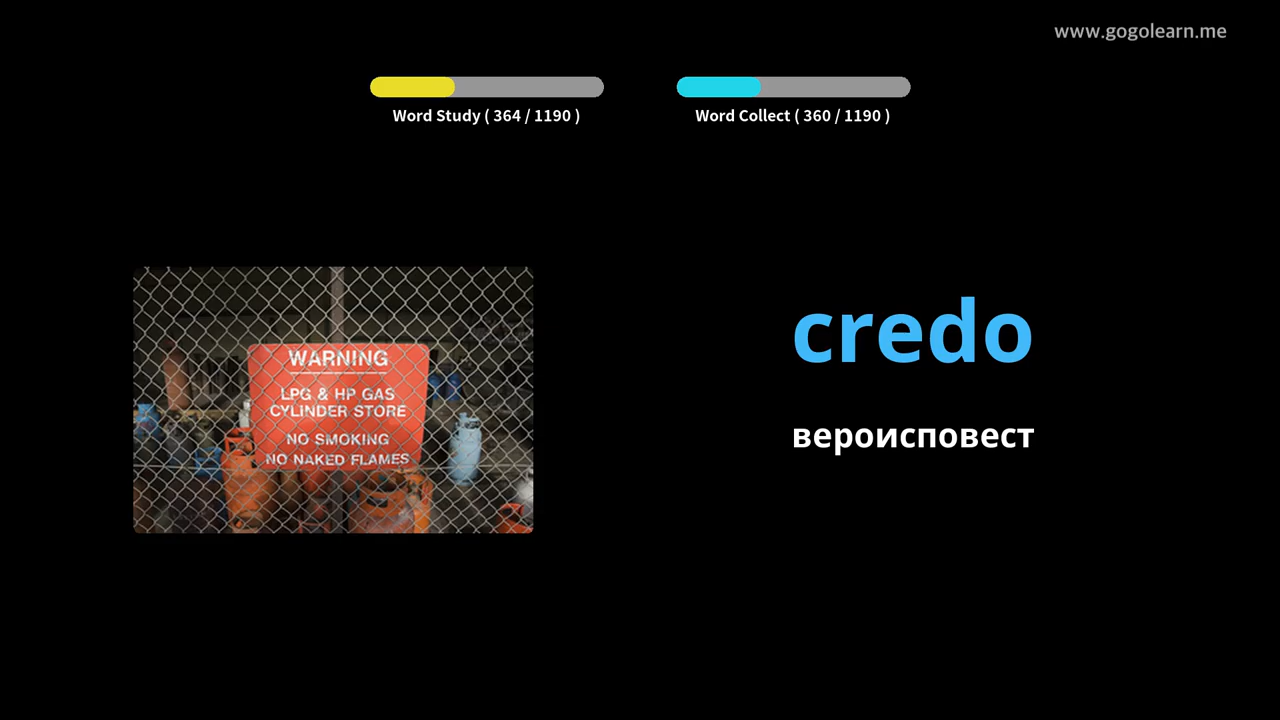 www.gogolearn.me
Word Study ( 364 / 1190 )
Word Collect ( 360 / 1190 )
WARNING
LPG & HP GAS
CYLINDER STORE
NO SMOKING
NO NAKED FLAMES
credo
вероисповест